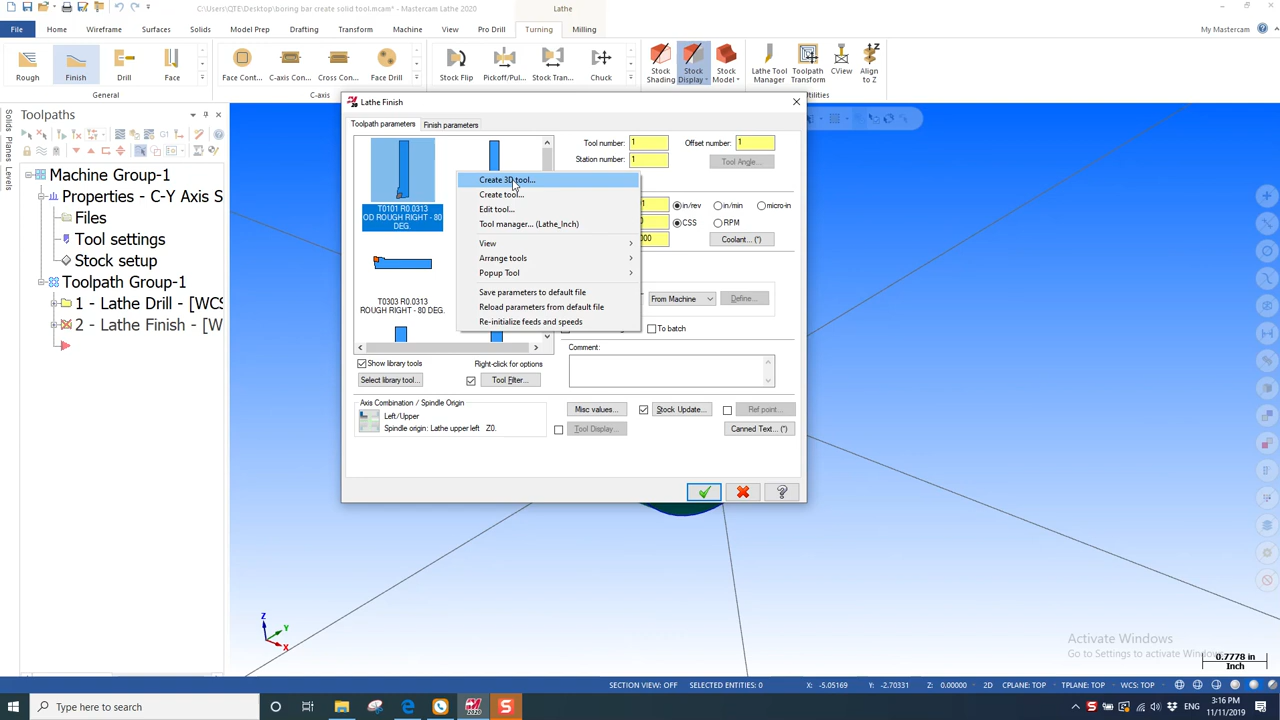 C:\Users\QTE\Desktop\boring bar create solid tool.mcam* - Mastercam Lathe 2020
Lathe
File
Home
Wireframe
Surfaces
Solids
Model Prep
Drafting
Transform
Machine
View
Pro Drill
Turning
Milling
My Mastercam
Rough
Finish
Drill
Face
Face Cont...
C-axis Con...
Cross Con...
Face Drill
Stock Flip
Pickoff/Pul...
Stock Tran...
Chuck
Stock Shading
Stock Display
Stock Model
Lathe Tool Manager
Toolpath Transform
CView
Align to Z
General
C-axis
Utilities
Toolpaths
Solids
Planes
Levels
Machine Group-1
Properties - C-Y Axis S
Files
Tool settings
Stock setup
Toolpath Group-1
1 - Lathe Drill - [WCS
2 - Lathe Finish - [W
Lathe Finish
Toolpath parameters
Finish parameters
T0101 R0.0313
OD ROUGH RIGHT - 80
DEG.
T0303 R0.0313
ROUGH RIGHT - 80 DEG.
Create 3D tool...
Create tool...
Edit tool...
Tool manager... (Lathe_Inch)
View
Arrange tools
Popup Tool
Save parameters to default file
Reload parameters from default file
Re-initialize feeds and speeds
Tool number: 1
Offset number: 1
Station number: 1
Tool Angle...
in/rev
in/min
micro-in
CSS
RPM
Coolant... (*)
From Machine
Define...
To batch
Show library tools
Right-click for options
Select library tool...
Tool Filter...
Comment:
Axis Combination / Spindle Origin
Left/Upper
Spindle origin: Lathe upper left Z0.
Misc values...
Stock Update...
Ref point...
Tool Display...
Canned Text... (*)
Z
Y
X
Activate Windows
Go to Settings to activate Windows.
0.7778 in
Inch
SECTION VIEW: OFF
SELECTED ENTITIES: 0
X: -5.05169
Y: -2.70331
Z: 0.00000
2D
CPLANE: TOP
TPLANE: TOP
WCS: TOP
Type here to search
3:16 PM
11/11/2019